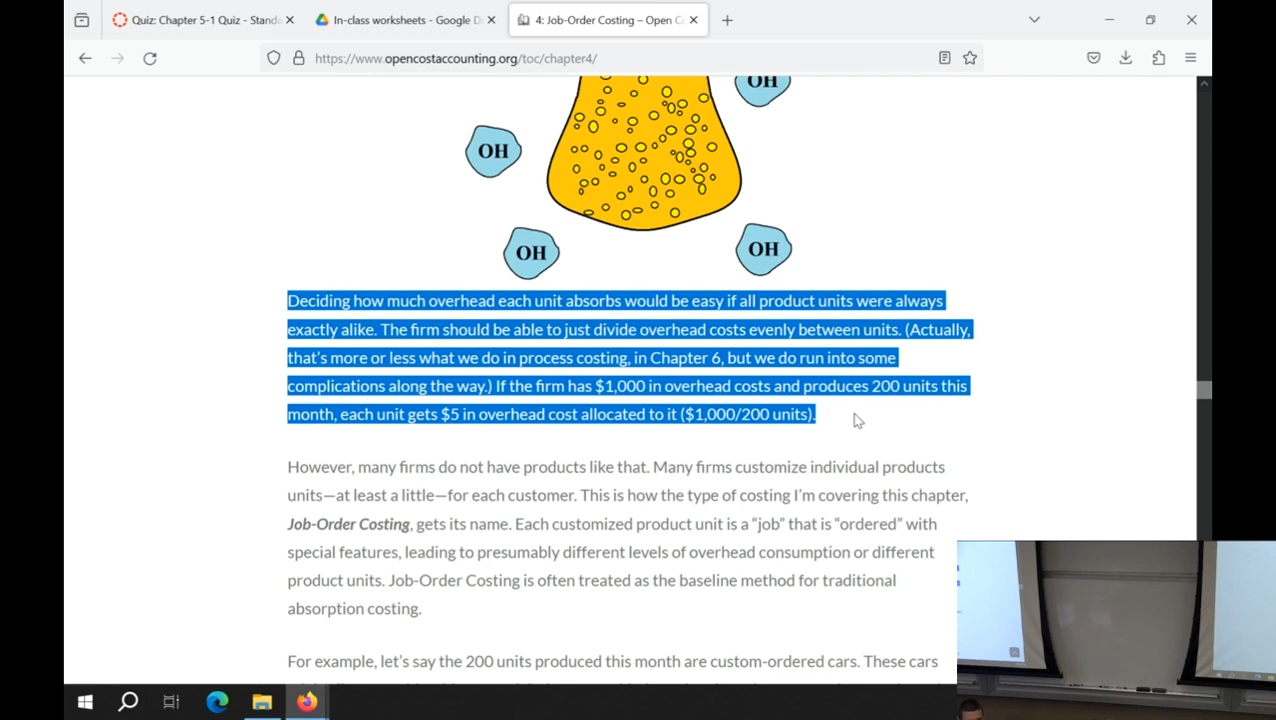 Quiz: Chapter 5-1 Quiz - Standa
In-class worksheets - Google D
4: Job-Order Costing – Open C
https://www.opencostaccounting.org/toc/chapter4/
OH
OH
OH
OH
Deciding how much overhead each unit absorbs would be easy if all product units were always
exactly alike. The firm should be able to just divide overhead costs evenly between units. (Actually,
that's more or less what we do in process costing, in Chapter 6, but we do run into some
complications along the way.) If the firm has $1,000 in overhead costs and produces 200 units this
month, each unit gets $5 in overhead cost allocated to it ($1,000/200 units).
However, many firms do not have products like that. Many firms customize individual products
units—at least a little—for each customer. This is how the type of costing I'm covering this chapter,
Job-Order Costing, gets its name. Each customized product unit is a “job” that is “ordered” with
special features, leading to presumably different levels of overhead consumption or different
product units. Job-Order Costing is often treated as the baseline method for traditional
absorption costing.
For example, let's say the 200 units produced this month are custom-ordered cars. These cars